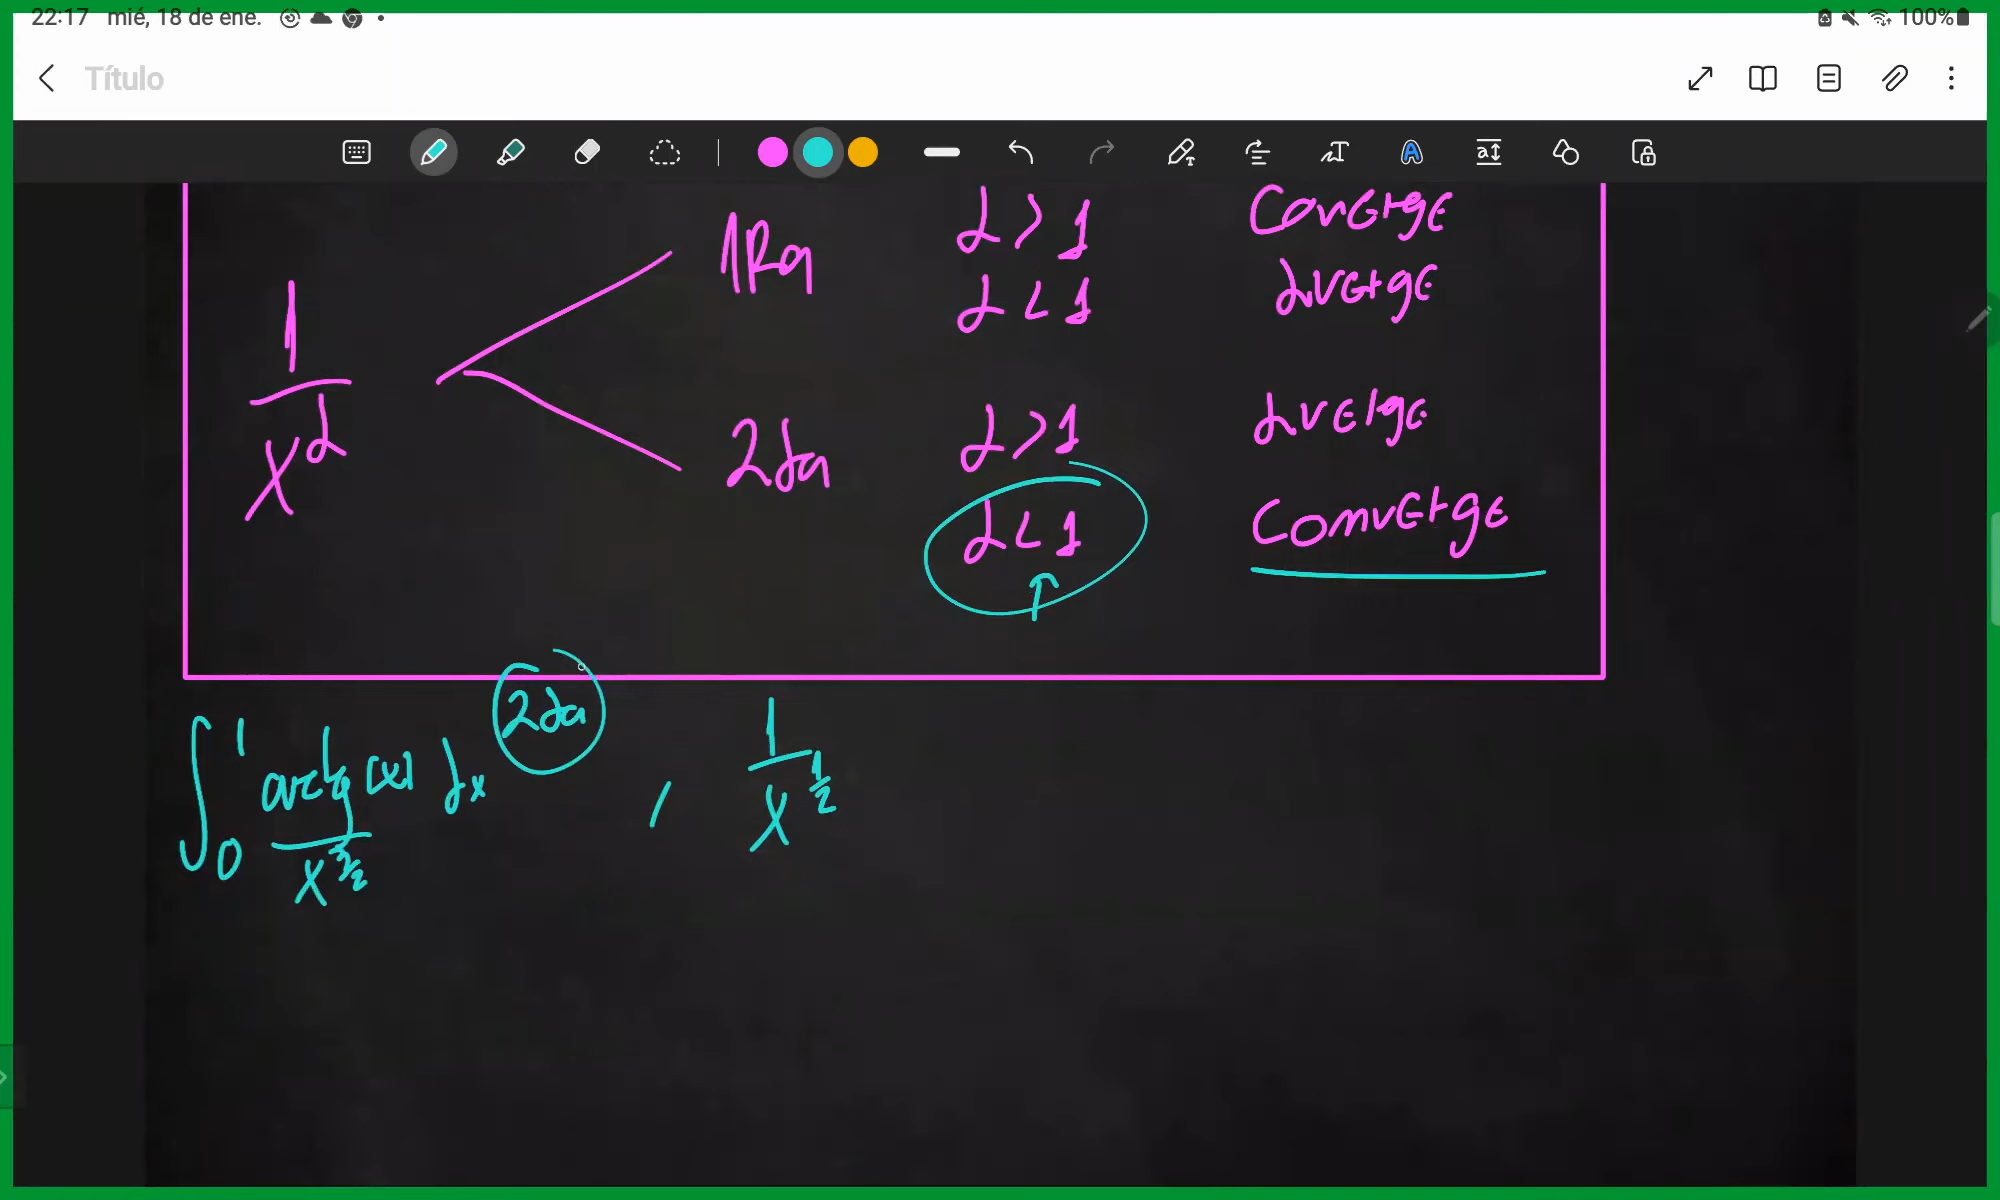 22:17 mié, 18 de ene. 100%
Título
1Ra α > 1 Converge
α < 1 diverge
1/x^α
2da α > 1 diverge
α < 1 Converge
∫₀¹ arctg(x)/x^(3/2) dx 2da , 1/x^(1/2)